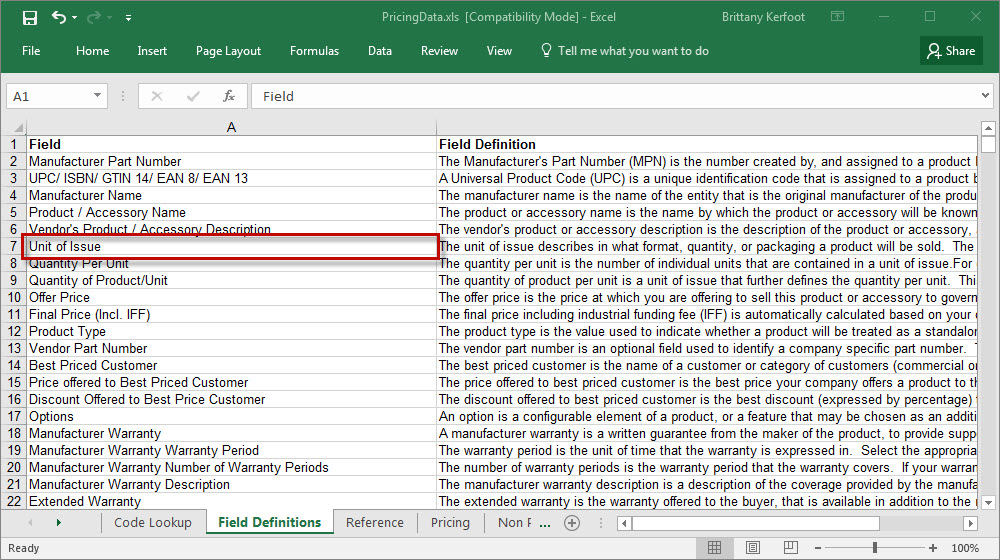 PricingData.xls [Compatibility Mode] - Excel Brittany Kerfoot
File Home Insert Page Layout Formulas Data Review View Tell me what you want to do Share
A1 fx Field
A
1 Field Field Definition
2 Manufacturer Part Number The Manufacturer's Part Number (MPN) is the number created by, and assigned to a product
3 UPC/ ISBN/ GTIN 14/ EAN 8/ EAN 13 A Universal Product Code (UPC) is a unique identification code that is assigned to a product
4 Manufacturer Name The manufacturer name is the name of the entity that is the original manufacturer of the produ
5 Product / Accessory Name The product or accessory name is the name by which the product or accessory will be known
6 Vendor's Product / Accessory Description The vendor's product or accessory description is the description of the product or accessory,
7 Unit of Issue The unit of issue describes in what format, quantity, or packaging a product will be sold. The
8 Quantity Per Unit The quantity per unit is the number of individual units that are contained in a unit of issue.For
9 Quantity of Product/Unit The quantity of product per unit is a unit of issue that further defines the quantity per unit. Thi
10 Offer Price The offer price is the price at which you are offering to sell this product or accessory to govern
11 Final Price (Incl. IFF) The final price including industrial funding fee (IFF) is automatically calculated based on your
12 Product Type The product type is the value used to indicate whether a product will be treated as a standalor
13 Vendor Part Number The vendor part number is an optional field used to identify a company specific part number.
14 Best Priced Customer The best priced customer is the name of a customer or category of customers (commercial or
15 Price offered to Best Priced Customer The price offered to best priced customer is the best price your company offers a product to th
16 Discount Offered to Best Price Customer The discount offered to best priced customer is the best discount (expressed by percentage)
17 Options An option is a configurable element of a product, or a feature that may be chosen as an additi
18 Manufacturer Warranty A manufacturer warranty is a written guarantee from the maker of the product, to provide supp
19 Manufacturer Warranty Warranty Period The warranty period is the unit of time that the warranty is expressed in. Select the appropria
20 Manufacturer Warranty Number of Warranty Periods The number of warranty periods is the warranty period that the warranty covers. If your warran
21 Manufacturer Warranty Description The manufacturer warranty description is a description of the coverage provided by the manufa
22 Extended Warranty The extended warranty is the warranty offered to the buyer, that is available in addition to the
Code Lookup Field Definitions Reference Pricing Non ...
Ready 100%